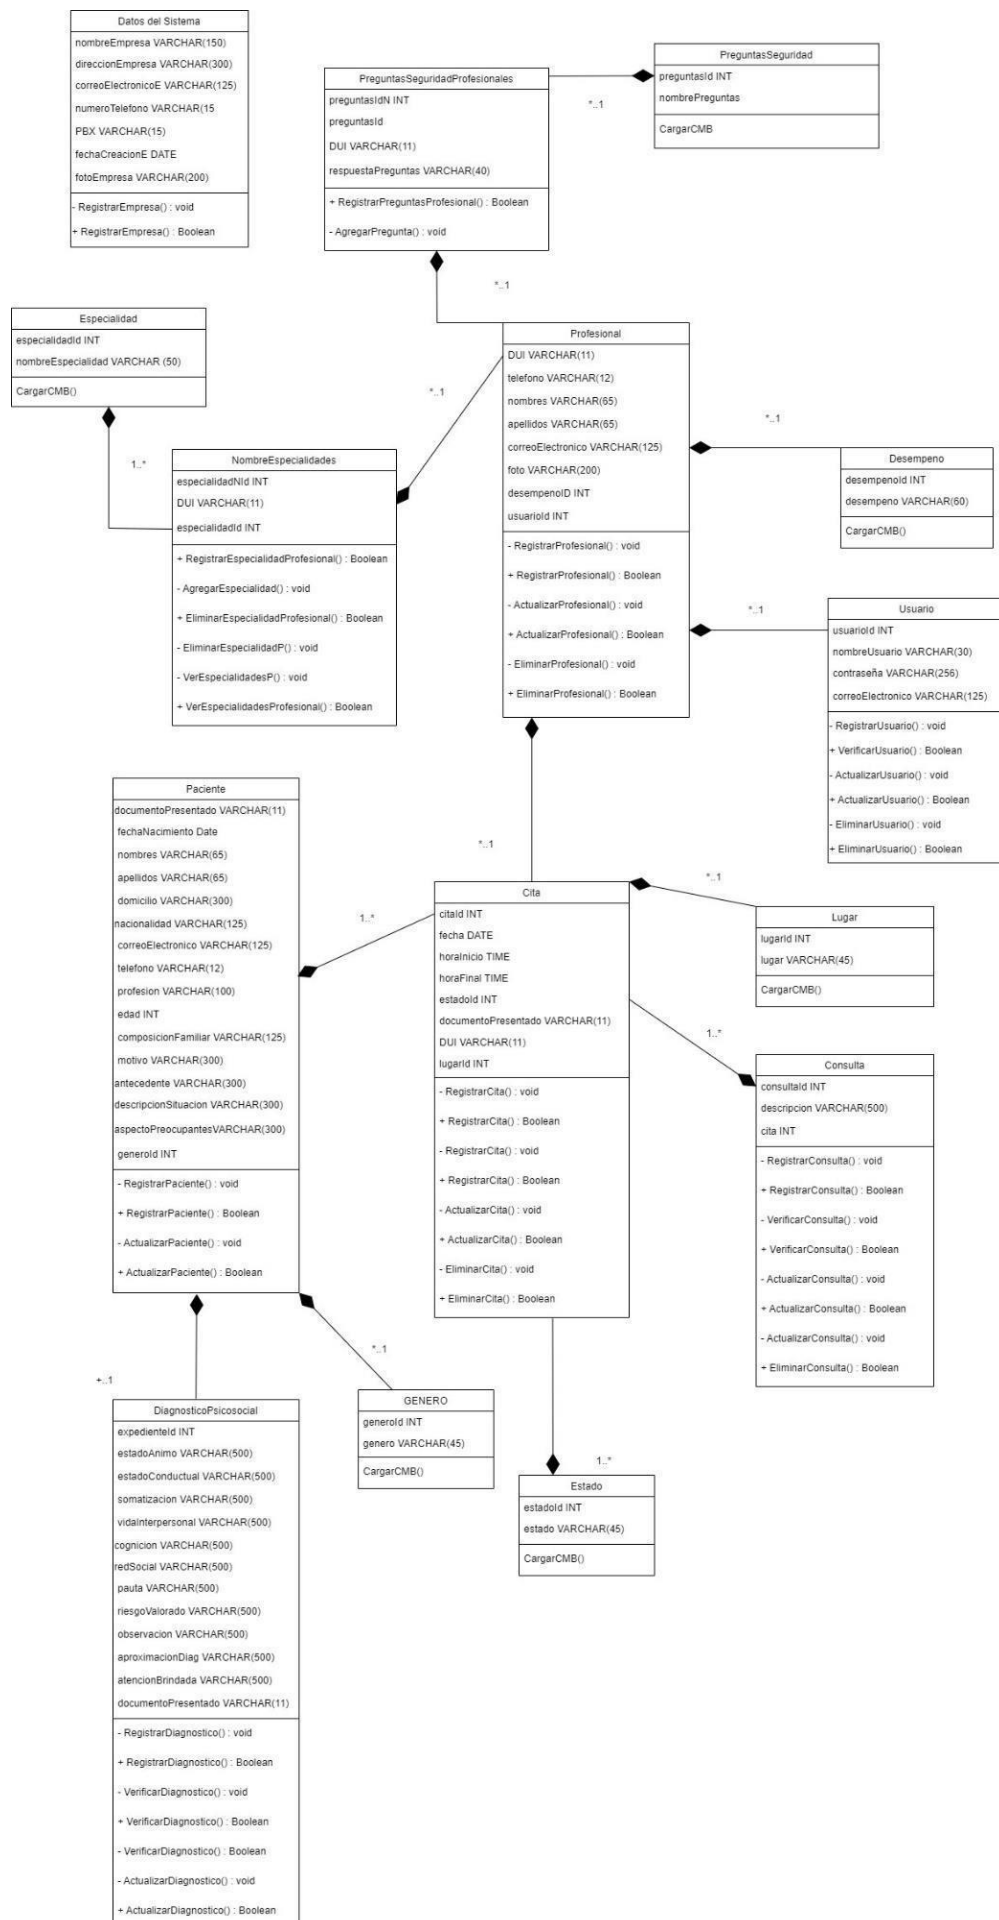 Datos del Sistema
nombreEmpresa VARCHAR(150)
direccionEmpresa VARCHAR(300)
correoElectronicoE VARCHAR(125)
numeroTelefono VARCHAR(15
PBX VARCHAR(15)
fechaCreacionE DATE
fotoEmpresa VARCHAR(200)
- RegistrarEmpresa() : void
+ RegistrarEmpresa() : Boolean
PreguntasSeguridadProfesionales
preguntasIdN INT
preguntasId
DUI VARCHAR(11)
respuestaPreguntas VARCHAR(40)
+ RegistrarPreguntasProfesional() : Boolean
- AgregarPregunta() : void
*..1
PreguntasSeguridad
preguntasId INT
nombrePreguntas
CargarCMB
*..1
Especialidad
especialidadId INT
nombreEspecialidad VARCHAR (50)
CargarCMB()
1..*
NombreEspecialidades
especialidadNId INT
DUI VARCHAR(11)
especialidadId INT
+ RegistrarEspecialidadProfesional() : Boolean
- AgregarEspecialidad() : void
+ EliminarEspecialidadProfesional() : Boolean
- EliminarEspecialidadP() : void
- VerEspecialidadesP() : void
+ VerEspecialidadesProfesional() : Boolean
*..1
Profesional
DUI VARCHAR(11)
telefono VARCHAR(12)
nombres VARCHAR(65)
apellidos VARCHAR(65)
correoElectronico VARCHAR(125)
foto VARCHAR(200)
desempenoID INT
usuarioId INT
- RegistrarProfesional() : void
+ RegistrarProfesional() : Boolean
- ActualizarProfesional() : void
+ ActualizarProfesional() : Boolean
- EliminarProfesional() : void
+ EliminarProfesional() : Boolean
*..1
Desempeno
desempenoId INT
desempeno VARCHAR(60)
CargarCMB()
*..1
Usuario
usuarioId INT
nombreUsuario VARCHAR(30)
contraseña VARCHAR(256)
correoElectronico VARCHAR(125)
- RegistrarUsuario() : void
+ VerificarUsuario() : Boolean
- ActualizarUsuario() : void
+ ActualizarUsuario() : Boolean
- EliminarUsuario() : void
+ EliminarUsuario() : Boolean
Paciente
documentoPresentado VARCHAR(11)
fechaNacimiento Date
nombres VARCHAR(65)
apellidos VARCHAR(65)
domicilio VARCHAR(300)
nacionalidad VARCHAR(125)
correoElectronico VARCHAR(125)
telefono VARCHAR(12)
profesion VARCHAR(100)
edad INT
composicionFamiliar VARCHAR(125)
motivo VARCHAR(300)
antecedente VARCHAR(300)
descripcionSituacion VARCHAR(300)
aspectoPreocupantesVARCHAR(300)
generoId INT
- RegistrarPaciente() : void
+ RegistrarPaciente() : Boolean
- ActualizarPaciente() : void
+ ActualizarPaciente() : Boolean
1..*
*..1
Cita
citaId INT
fecha DATE
horaInicio TIME
horaFinal TIME
estadoId INT
documentoPresentado VARCHAR(11)
DUI VARCHAR(11)
lugarId INT
- RegistrarCita() : void
+ RegistrarCita() : Boolean
- RegistrarCita() : void
+ RegistrarCita() : Boolean
- ActualizarCita() : void
+ ActualizarCita() : Boolean
- EliminarCita() : void
+ EliminarCita() : Boolean
*..1
Lugar
lugarId INT
lugar VARCHAR(45)
CargarCMB()
1..*
Consulta
consultaId INT
descripcion VARCHAR(500)
cita INT
- RegistrarConsulta() : void
+ RegistrarConsulta() : Boolean
- VerificarConsulta() : void
+ VerificarConsulta() : Boolean
- ActualizarConsulta() : void
+ ActualizarConsulta() : Boolean
- ActualizarConsulta() : void
+ EliminarConsulta() : Boolean
+..1
*..1
GENERO
generoId INT
genero VARCHAR(45)
CargarCMB()
1..*
Estado
estadoId INT
estado VARCHAR(45)
CargarCMB()
DiagnosticoPsicosocial
expedienteId INT
estadoAnimo VARCHAR(500)
estadoConductual VARCHAR(500)
somatizacion VARCHAR(500)
vidaInterpersonal VARCHAR(500)
cognicion VARCHAR(500)
redSocial VARCHAR(500)
pauta VARCHAR(500)
riesgoValorado VARCHAR(500)
observacion VARCHAR(500)
aproximacionDiag VARCHAR(500)
atencionBrindada VARCHAR(500)
documentoPresentado VARCHAR(11)
- RegistrarDiagnostico() : void
+ RegistrarDiagnostico() : Boolean
- VerificarDiagnostico() : void
+ VerificarDiagnostico() : Boolean
- VerificarDiagnostico() : Boolean
- ActualizarDiagnostico() : void
+ ActualizarDiagnostico() : Boolean